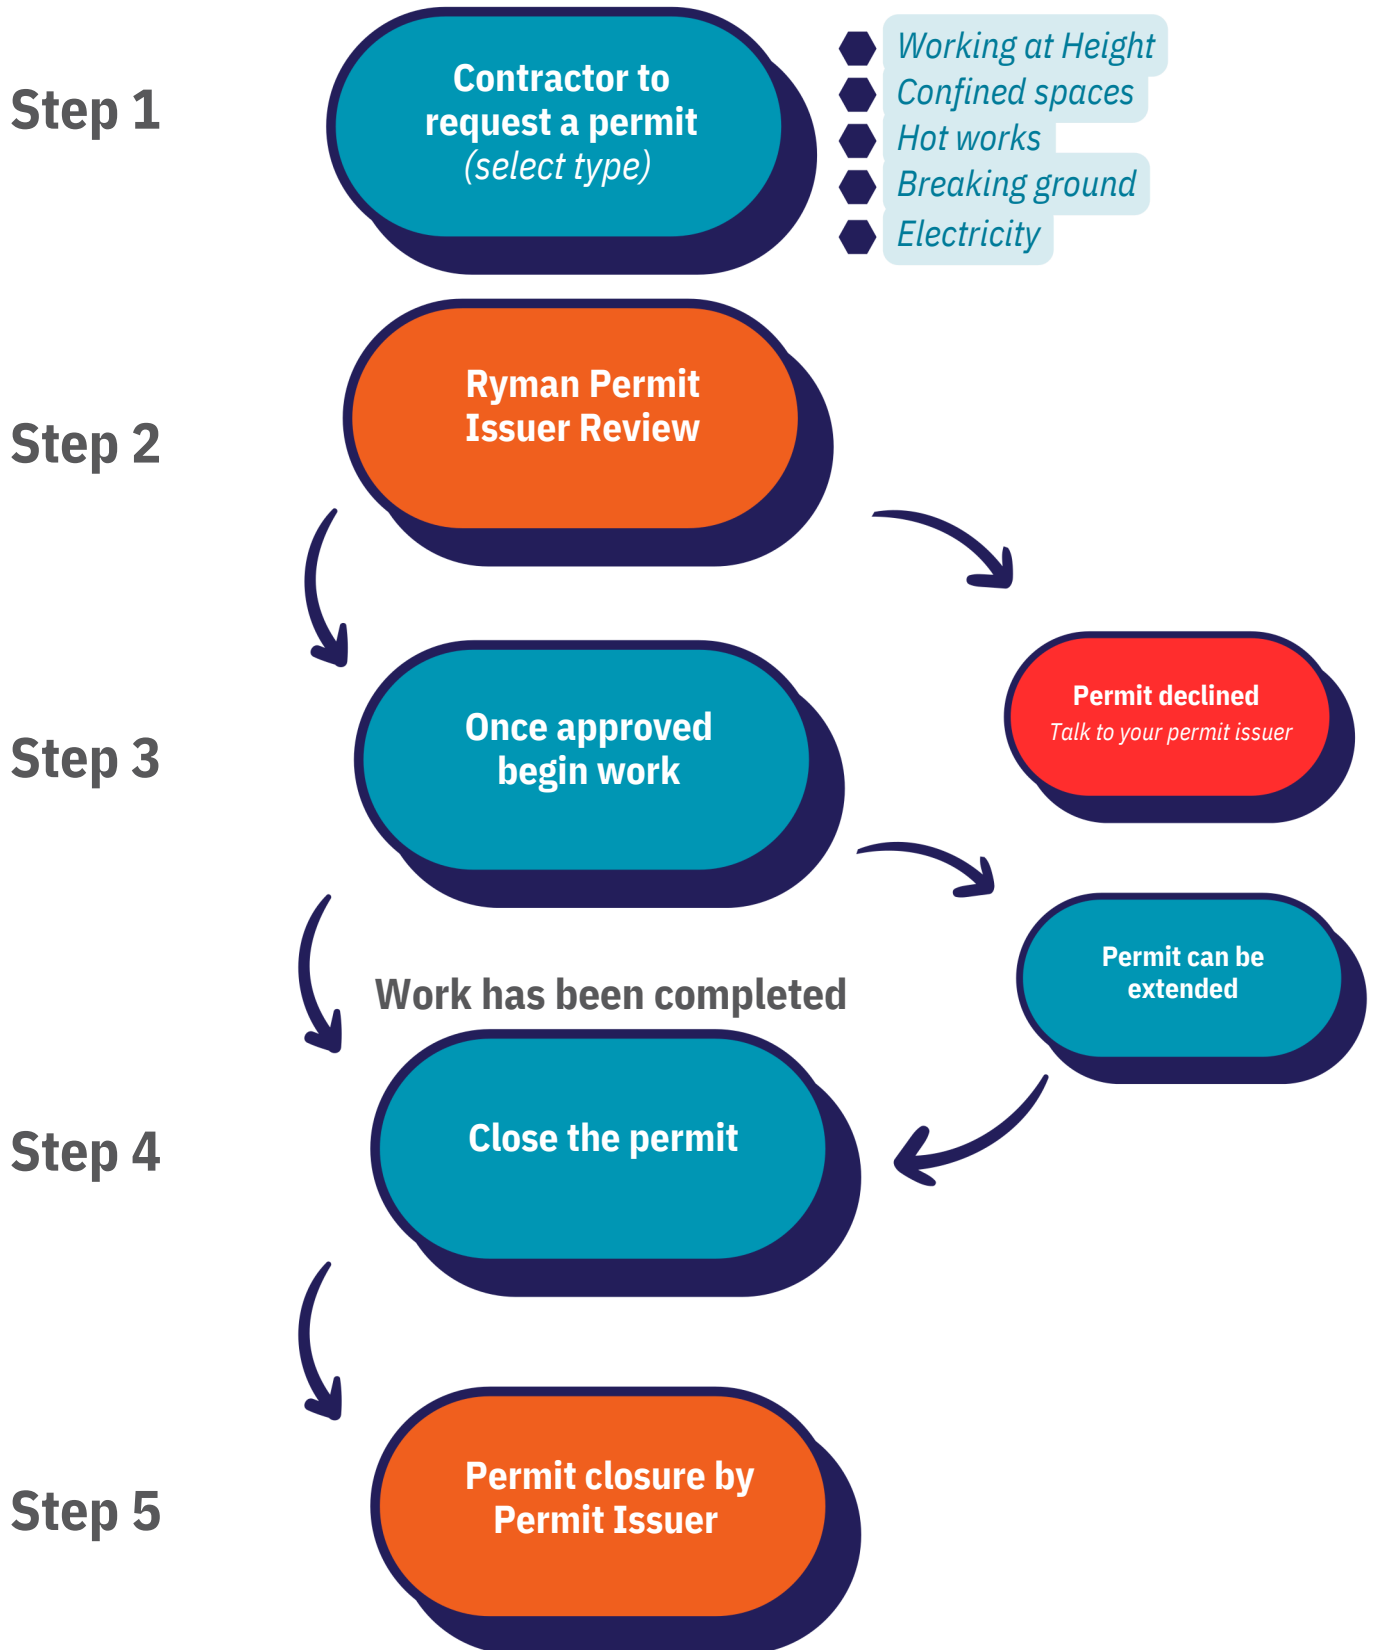 Step 1
Contractor to
request a permit
(select type)
Working at Height
Confined spaces
Hot works
Breaking ground
Electricity
Step 2
Ryman Permit
Issuer Review
Step 3
Once approved
begin work
Permit declined
Talk to your permit issuer
Permit can be
extended
Work has been completed
Step 4
Close the permit
Step 5
Permit closure by
Permit Issuer